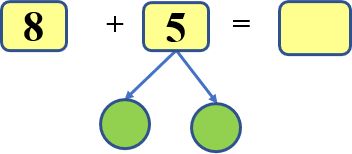 8 + 5 =